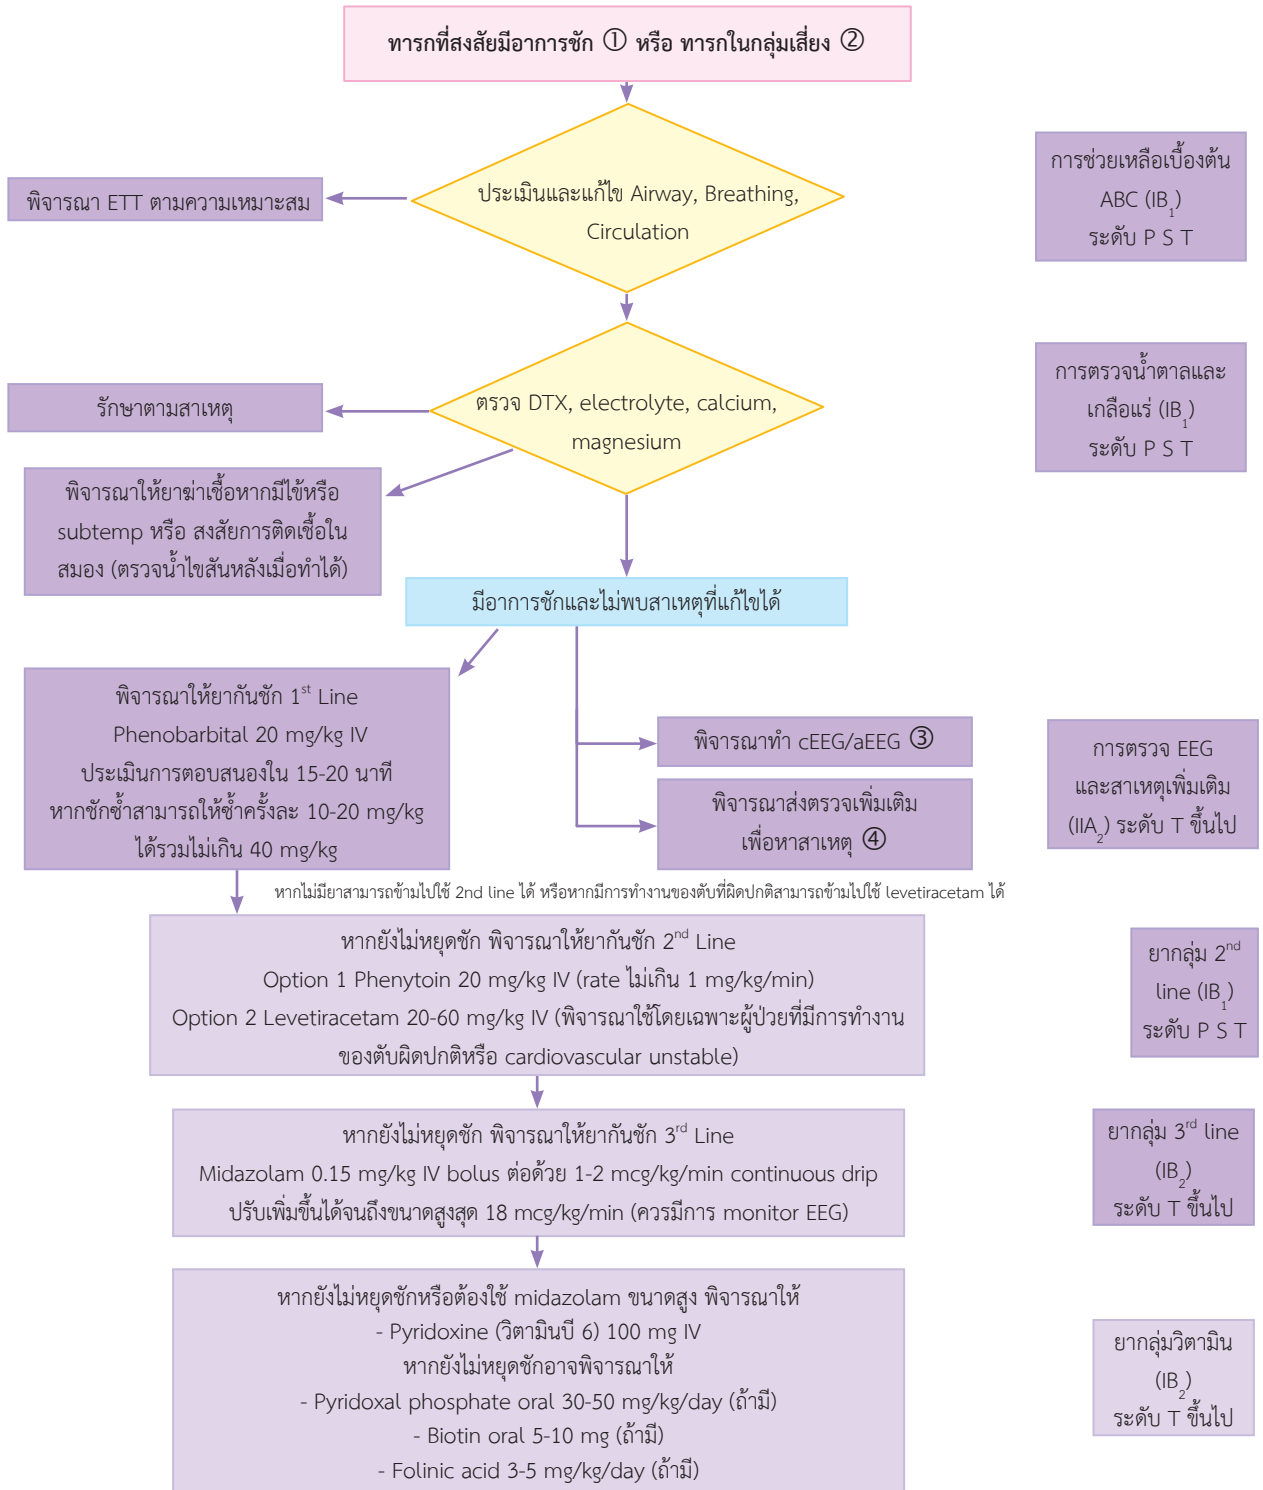 ทารกที่สงสัยมีอาการชัก ① หรือ ทารกในกลุ่มเสี่ยง ②
ประเมินและแก้ไข Airway, Breathing,
Circulation
พิจารณา ETT ตามความเหมาะสม
การช่วยเหลือเบื้องต้น
ABC (IB₁)
ระดับ P S T
ตรวจ DTX, electrolyte, calcium,
magnesium
รักษาตามสาเหตุ
การตรวจน้ำตาลและ
เกลือแร่ (IB₁)
ระดับ P S T
พิจารณาให้ยาฆ่าเชื้อหากมีไข้หรือ
subtemp หรือ สงสัยการติดเชื้อใน
สมอง (ตรวจน้ำไขสันหลังเมื่อทำได้)
มีอาการชักและไม่พบสาเหตุที่แก้ไขได้
พิจารณาให้ยากันชัก 1st Line
Phenobarbital 20 mg/kg IV
ประเมินการตอบสนองใน 15-20 นาที
หากชักซ้ำสามารถให้ซ้ำครั้งละ 10-20 mg/kg
ได้รวมไม่เกิน 40 mg/kg
พิจารณาทำ cEEG/aEEG ③
พิจารณาส่งตรวจเพิ่มเติม
เพื่อหาสาเหตุ ④
การตรวจ EEG
และสาเหตุเพิ่มเติม
(IIA₂) ระดับ T ขึ้นไป
หากไม่มียาสามารถข้ามไปใช้ 2nd line ได้ หรือหากมีการทำงานของตับที่ผิดปกติสามารถข้ามไปใช้ levetiracetam ได้
หากยังไม่หยุดชัก พิจารณาให้ยากันชัก 2nd Line
Option 1 Phenytoin 20 mg/kg IV (rate ไม่เกิน 1 mg/kg/min)
Option 2 Levetiracetam 20-60 mg/kg IV (พิจารณาใช้โดยเฉพาะผู้ป่วยที่มีการทำงาน
ของตับผิดปกติหรือ cardiovascular unstable)
ยากลุ่ม 2nd
line (IB₁)
ระดับ P S T
หากยังไม่หยุดชัก พิจารณาให้ยากันชัก 3rd Line
Midazolam 0.15 mg/kg IV bolus ต่อด้วย 1-2 mcg/kg/min continuous drip
ปรับเพิ่มขึ้นได้จนถึงขนาดสูงสุด 18 mcg/kg/min (ควรมีการ monitor EEG)
ยากลุ่ม 3rd line
(IB₂)
ระดับ T ขึ้นไป
หากยังไม่หยุดชักหรือต้องใช้ midazolam ขนาดสูง พิจารณาให้
- Pyridoxine (วิตามินบี 6) 100 mg IV
หากยังไม่หยุดชักอาจพิจารณาให้
- Pyridoxal phosphate oral 30-50 mg/kg/day (ถ้ามี)
- Biotin oral 5-10 mg (ถ้ามี)
- Folinic acid 3-5 mg/kg/day (ถ้ามี)
ยากลุ่มวิตามิน
(IB₂)
ระดับ T ขึ้นไป